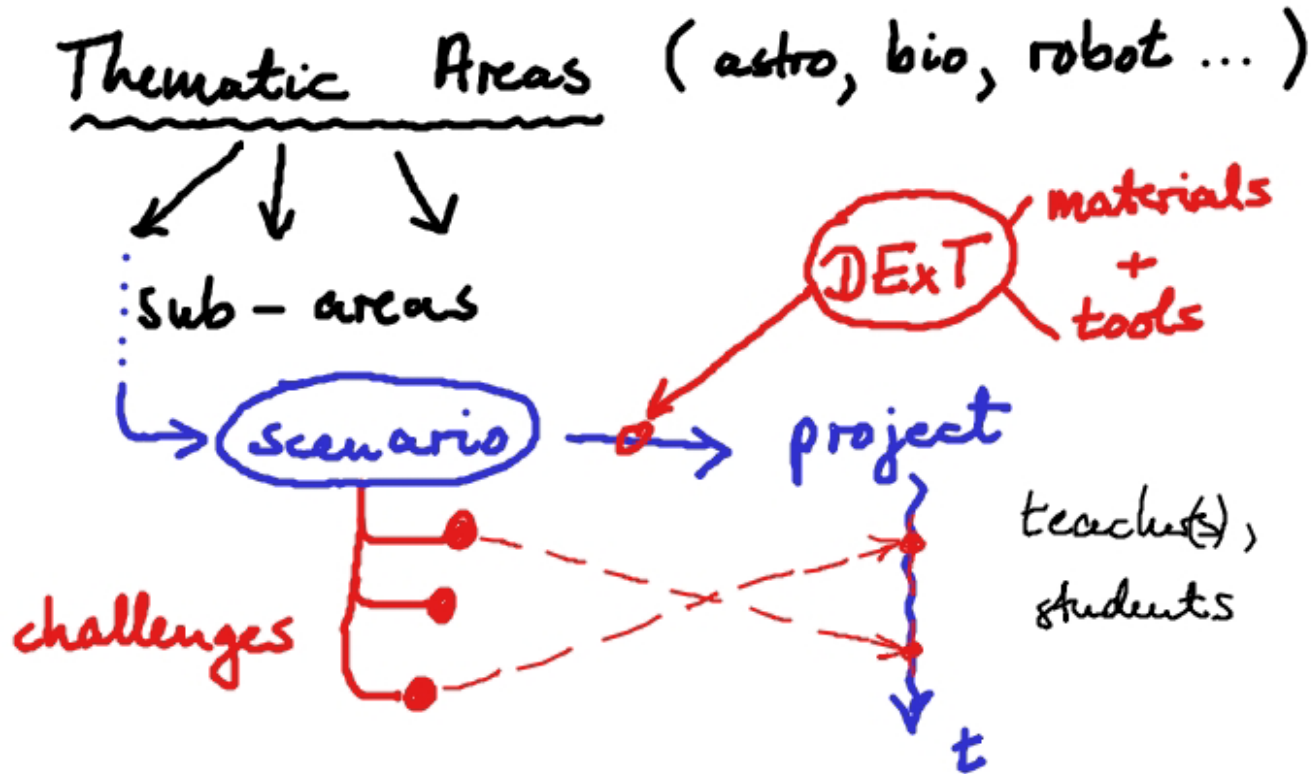 Thematic Areas (astro, bio, robot ... )
materials
+
DExT
tools
sub - areas
scenario
project
teacher(s),
students
challenges
t